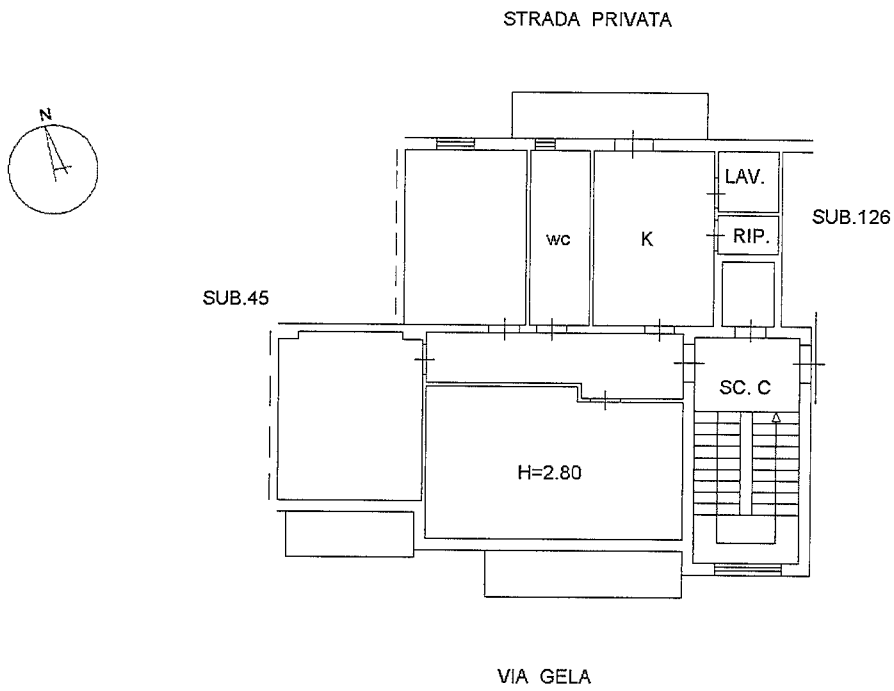 STRADA PRIVATA
N
LAV.
SUB.126
wc
K
RIP.
SUB.45
SC. C
H=2.80
VIA GELA